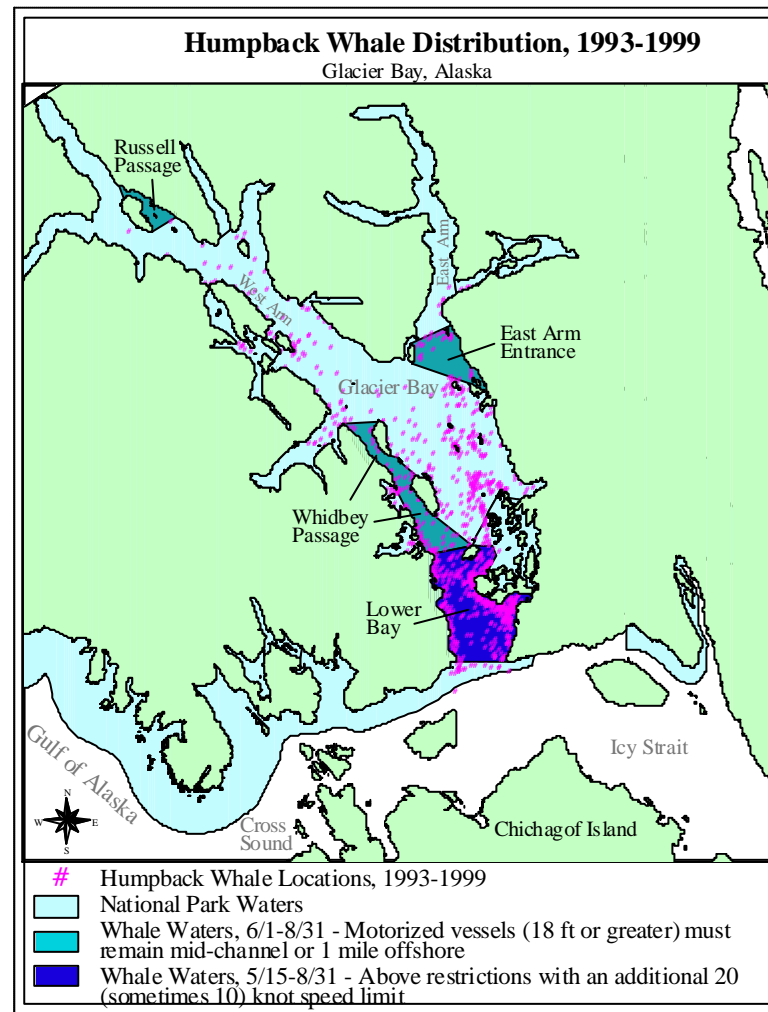 Humpback Whale Distribution, 1993-1999
Glacier Bay, Alaska
Russell
Passage
East Arm
West Arm
East Arm
Entrance
Glacier Bay
Whidbey
Passage
Lower
Bay
Gulf of Alaska
Icy Strait
N
W
E
S
Cross
Sound
Chichagof Island
# Humpback Whale Locations, 1993-1999
National Park Waters
Whale Waters, 6/1-8/31 - Motorized vessels (18 ft or greater) must
remain mid-channel or 1 mile offshore
Whale Waters, 5/15-8/31 - Above restrictions with an additional 20
(sometimes 10) knot speed limit